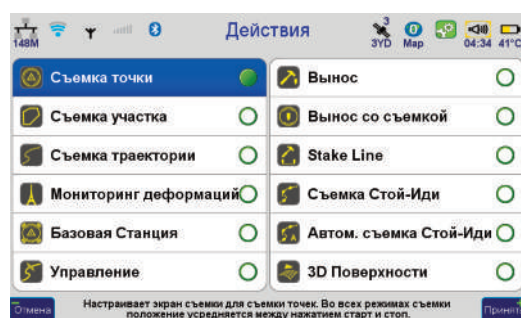 148M
Действия
3
3YD
Map
04:34
41°C
Съемка точки
Вынос
Съемка участка
Вынос со съемкой
Съемка траектории
Stake Line
Мониторинг деформаций
Съемка Стой-Иди
Базовая Станция
Автом. съемка Стой-Иди
Управление
3D Поверхности
Отмена
Настраивает экран съемки для съемки точек. Во всех режимах съемки
положение усредняется между нажатием старт и стоп.
Принять